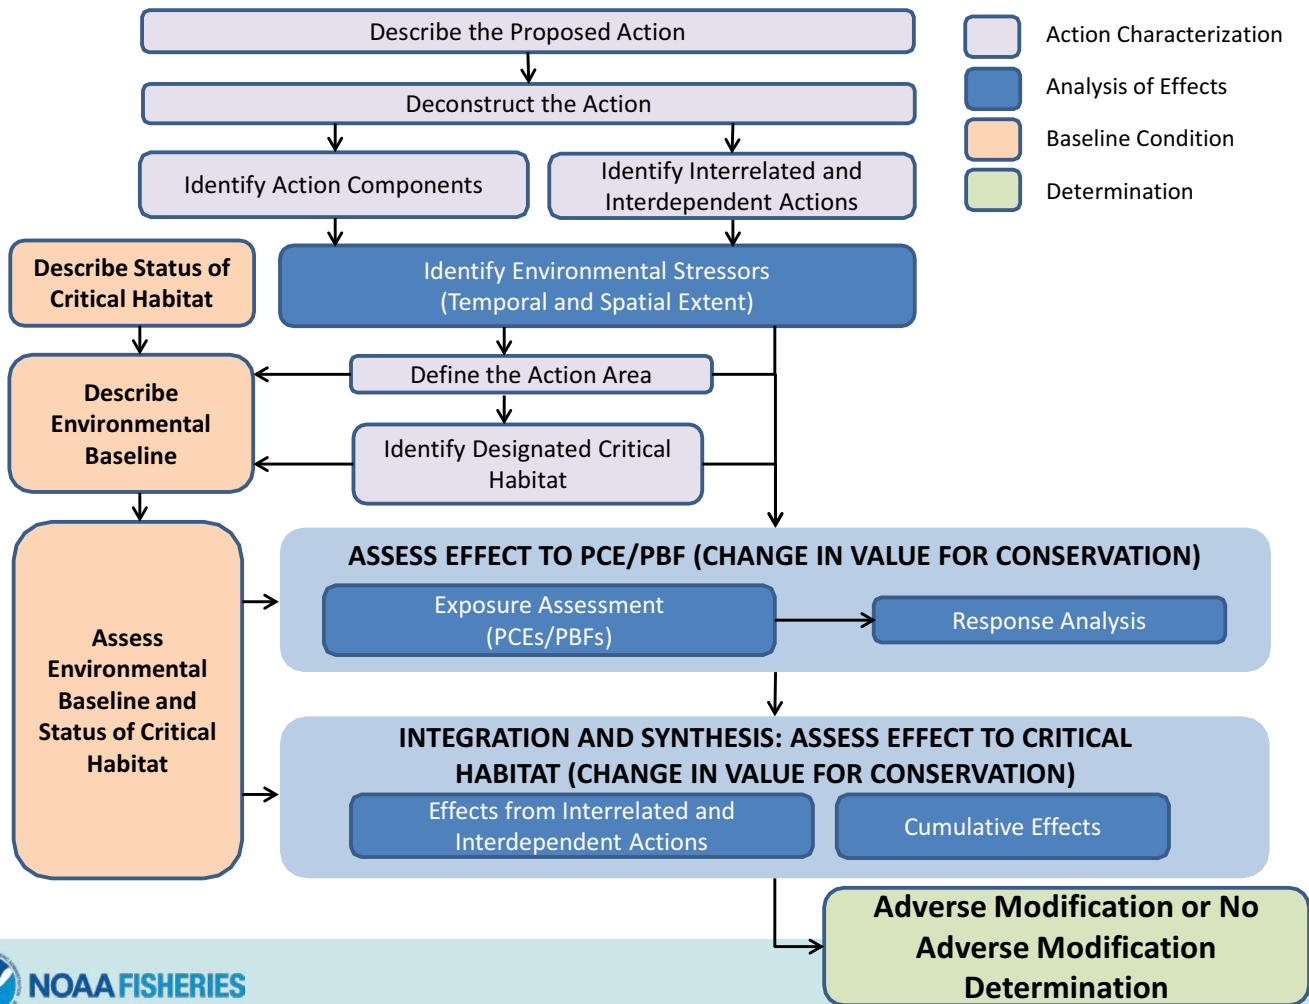 Describe the Proposed Action
Deconstruct the Action
Identify Action Components
Identify Interrelated and
Interdependent Actions
Action Characterization
Analysis of Effects
Baseline Condition
Determination
Describe Status of
Critical Habitat
Identify Environmental Stressors
(Temporal and Spatial Extent)
Describe
Environmental
Baseline
Define the Action Area
Identify Designated Critical
Habitat
Assess
Environmental
Baseline and
Status of Critical
Habitat
ASSESS EFFECT TO PCE/PBF (CHANGE IN VALUE FOR CONSERVATION)
Exposure Assessment
(PCEs/PBFs)
Response Analysis
INTEGRATION AND SYNTHESIS: ASSESS EFFECT TO CRITICAL
HABITAT (CHANGE IN VALUE FOR CONSERVATION)
Effects from Interrelated and
Interdependent Actions
Cumulative Effects
Adverse Modification or No
Adverse Modification
Determination
NOAA FISHERIES